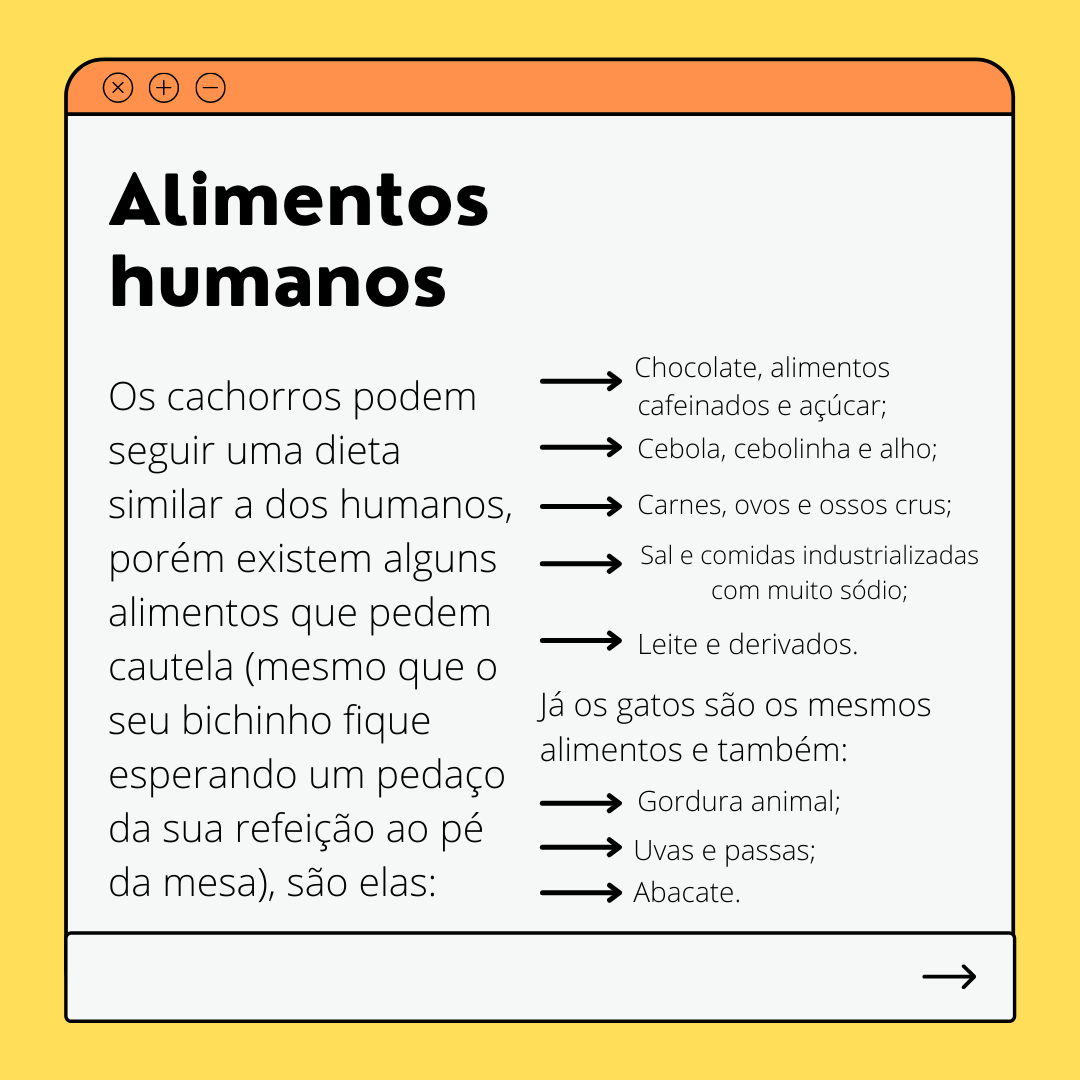 Alimentos
humanos
Os cachorros podem
seguir uma dieta
similar a dos humanos,
porém existem alguns
alimentos que pedem
cautela (mesmo que o
seu bichinho fique
esperando um pedaço
da sua refeição ao pé
da mesa), são elas:
Chocolate, alimentos
cafeinados e açúcar;
Cebola, cebolinha e alho;
Carnes, ovos e ossos crus;
Sal e comidas industrializadas
com muito sódio;
Leite e derivados.
Já os gatos são os mesmos
alimentos e também:
Gordura animal;
Uvas e passas;
Abacate.